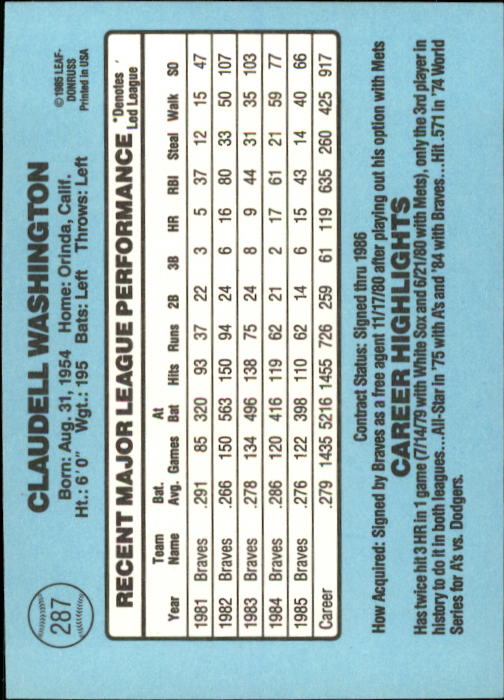 287
CLAUDELL WASHINGTON
Born: Aug. 31, 1954 Home: Orinda, Calif.
Ht.: 6' 0" Wgt.: 195 Bats: Left Throws: Left
©1985 LEAF-
DONRUSS
Printed in USA
RECENT MAJOR LEAGUE PERFORMANCE
*Denotes
Led League
Year Team Name Bat. Avg. Games At Bat Hits Runs 2B 3B HR RBI Steal Walk SO
1981 Braves .291 85 320 93 37 22 3 5 37 12 15 47
1982 Braves .266 150 563 150 94 24 6 16 80 33 50 107
1983 Braves .278 134 496 138 75 24 8 9 44 31 35 103
1984 Braves .286 120 416 119 62 21 2 17 61 21 59 77
1985 Braves .276 122 398 110 62 14 6 15 43 14 40 66
Career .279 1435 5216 1455 726 259 61 119 635 260 425 917
Contract Status: Signed thru 1986
How Acquired: Signed by Braves as a free agent 11/17/80 after playing out his option with Mets
CAREER HIGHLIGHTS
Has twice hit 3 HR in 1 game (7/14/79 with White Sox and 6/21/80 with Mets), only the 3rd player in
history to do it in both leagues...All-Star in '75 with A's and '84 with Braves...Hit .571 in '74 World
Series for A's vs. Dodgers.